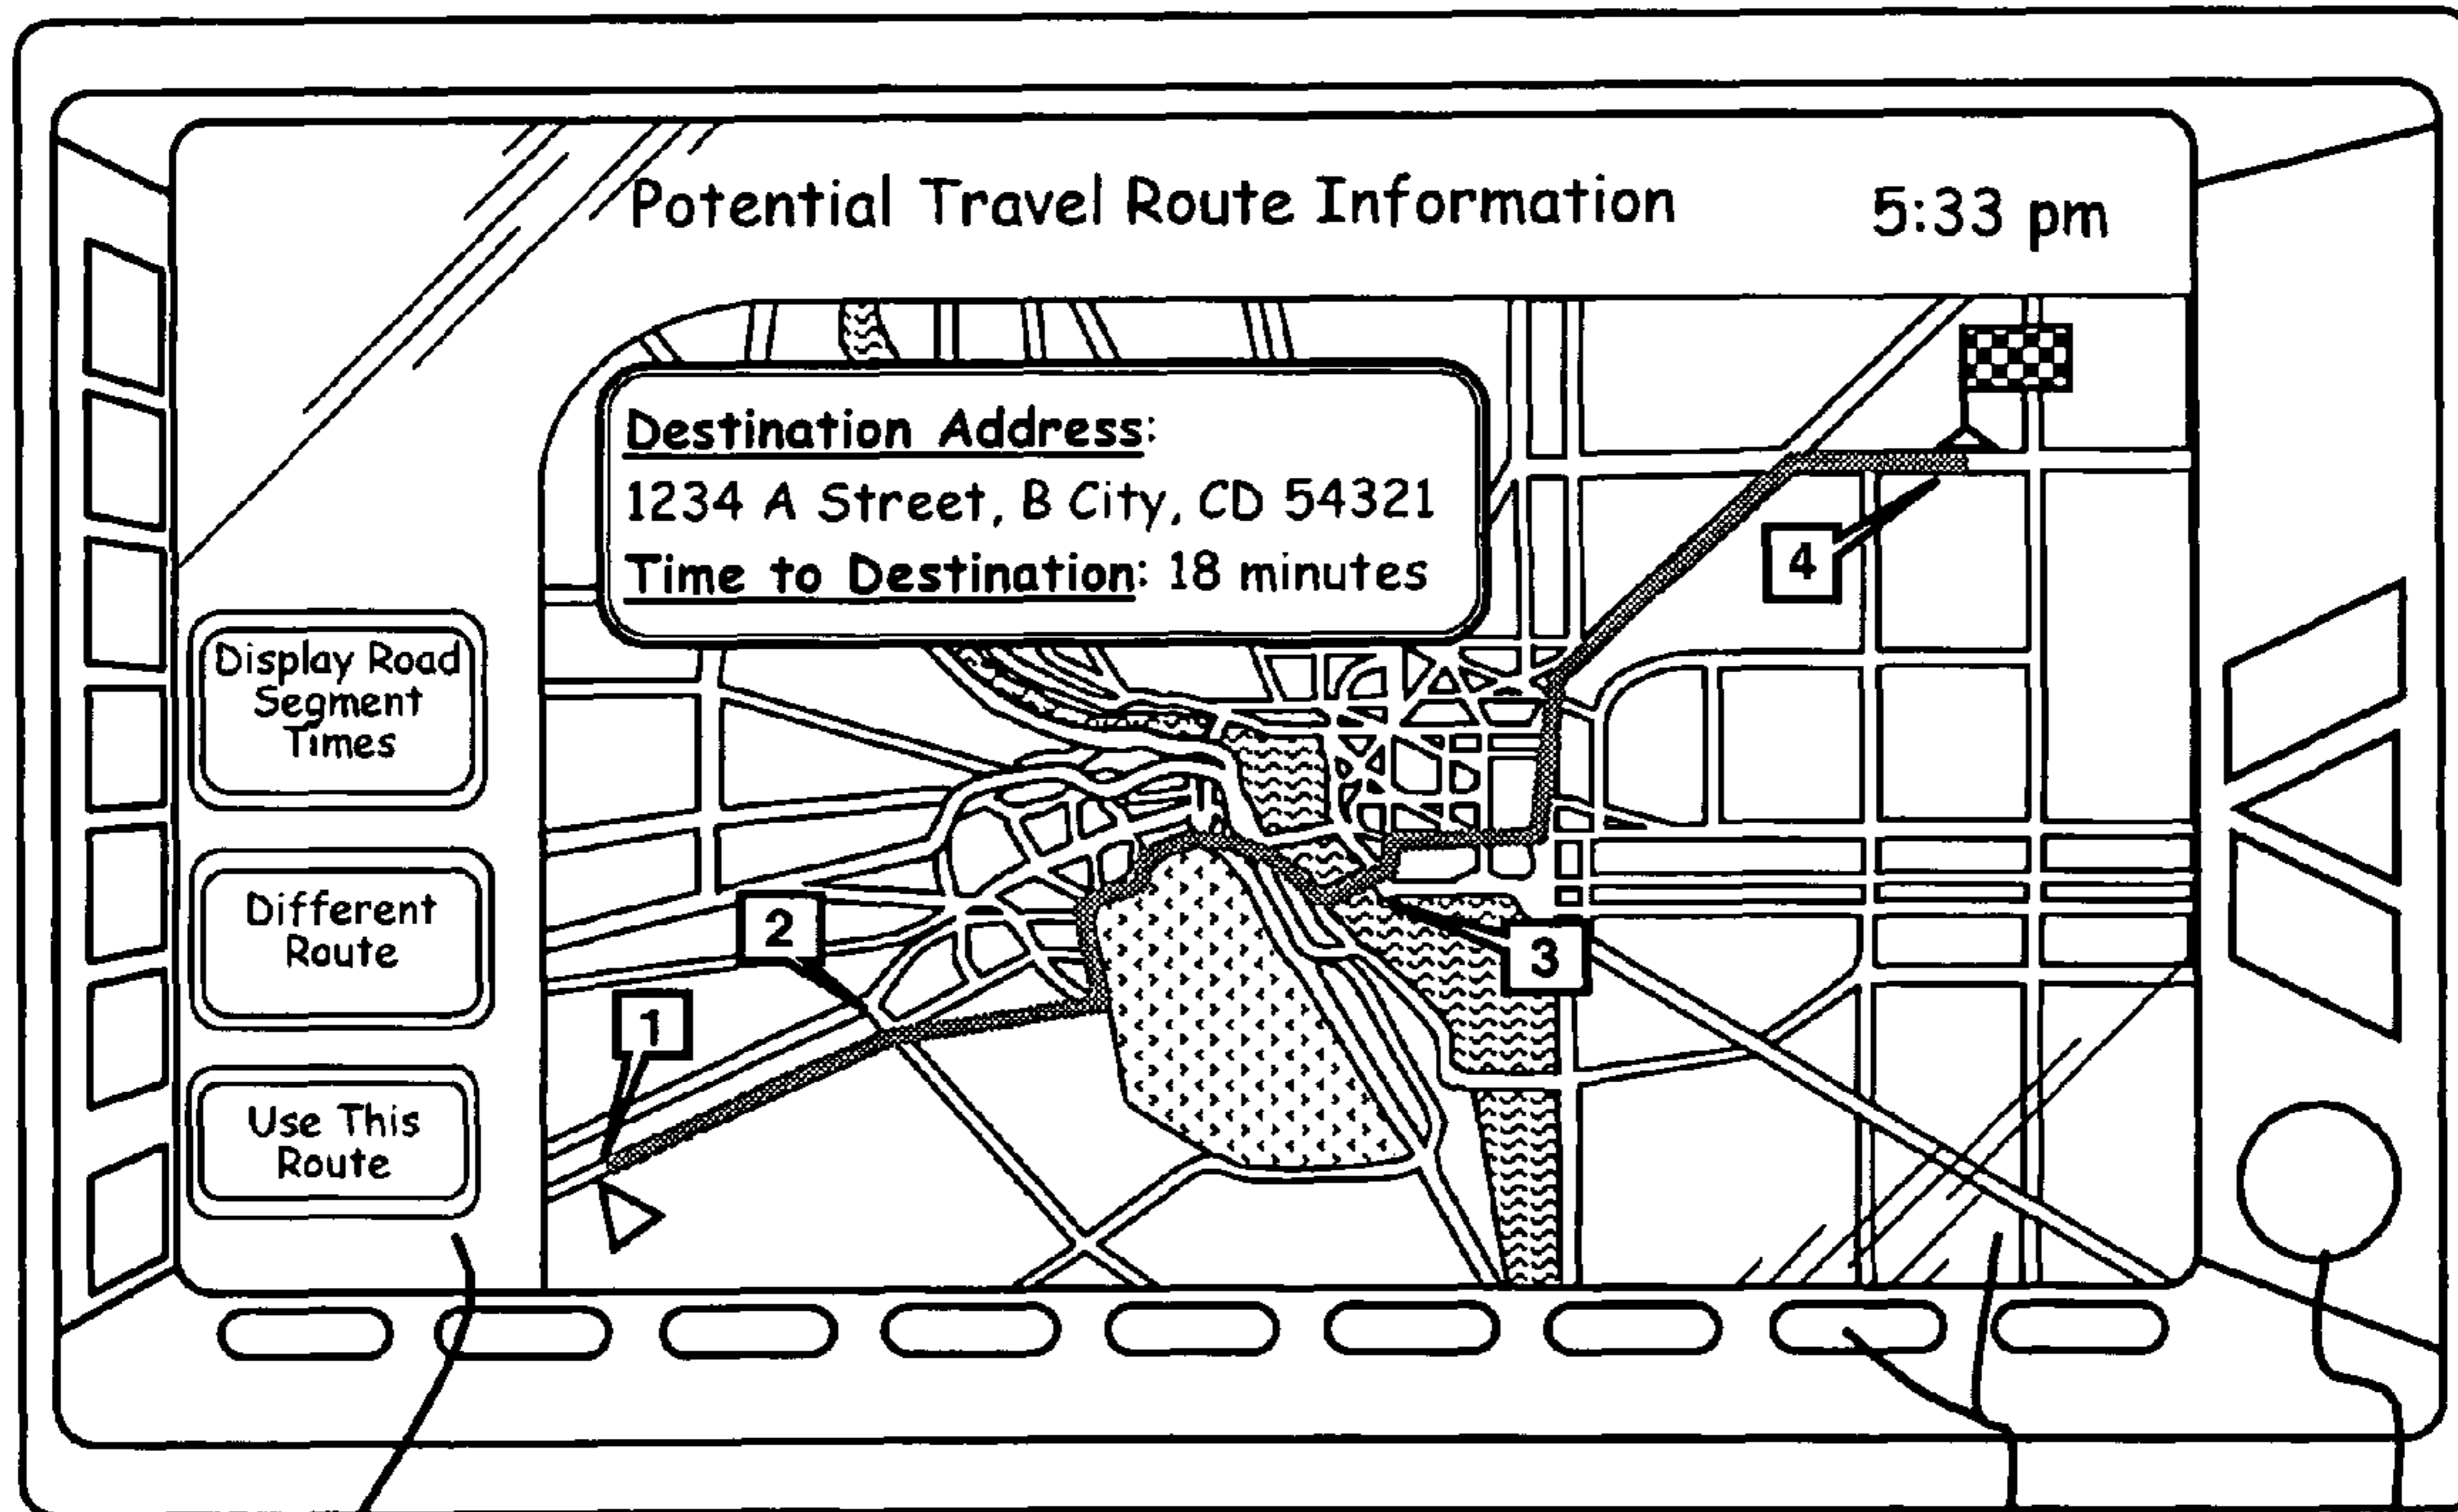 Potential Travel Route Information
5:33 pm
Destination Address:
1234 A Street, B City, CD 54321
Time to Destination: 18 minutes
4
Display Road
Segment
Times
Different
Route
2
3
1
Use This
Route